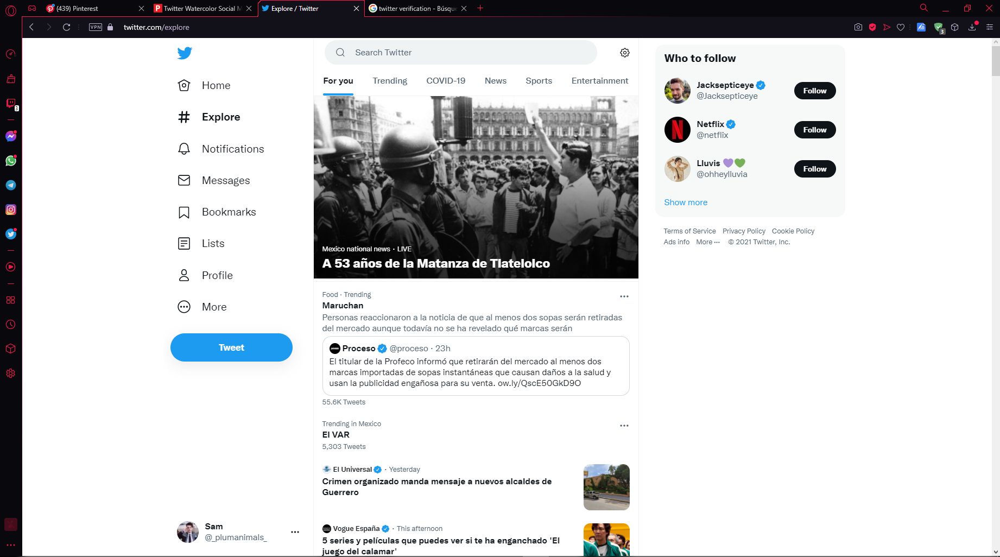 (439) Pinterest
Twitter Watercolor Social M
Explore / Twitter
twitter verification - Búsque
VPN
twitter.com/explore
3
3
Home
Explore
Notifications
Messages
Bookmarks
Lists
Profile
More
Tweet
Sam
@_plumanimals_
Search Twitter
For you
Trending
COVID-19
News
Sports
Entertainment
Mexico national news · LIVE
A 53 años de la Matanza de Tlatelolco
Food · Trending
Maruchan
Personas reaccionaron a la noticia de que al menos dos sopas serán retiradas
del mercado aunque todavía no se ha revelado qué marcas serán
Proceso @proceso · 23h
El titular de la Profeco informó que retirarán del mercado al menos dos
marcas importadas de sopas instantáneas que causan daños a la salud y
usan la publicidad engañosa para su venta. ow.ly/QscE50GkD9O
55.6K Tweets
Trending in Mexico
El VAR
5,303 Tweets
El Universal · Yesterday
Crimen organizado manda mensaje a nuevos alcaldes de
Guerrero
Vogue España · This afternoon
5 series y películas que puedes ver si te ha enganchado 'El
juego del calamar'
Who to follow
Jacksepticeye
@Jacksepticeye
Follow
Netflix
@netflix
Follow
Lluvis 💜💚
@ohheylluvia
Follow
Show more
Terms of Service Privacy Policy Cookie Policy
Ads info More ··· © 2021 Twitter, Inc.